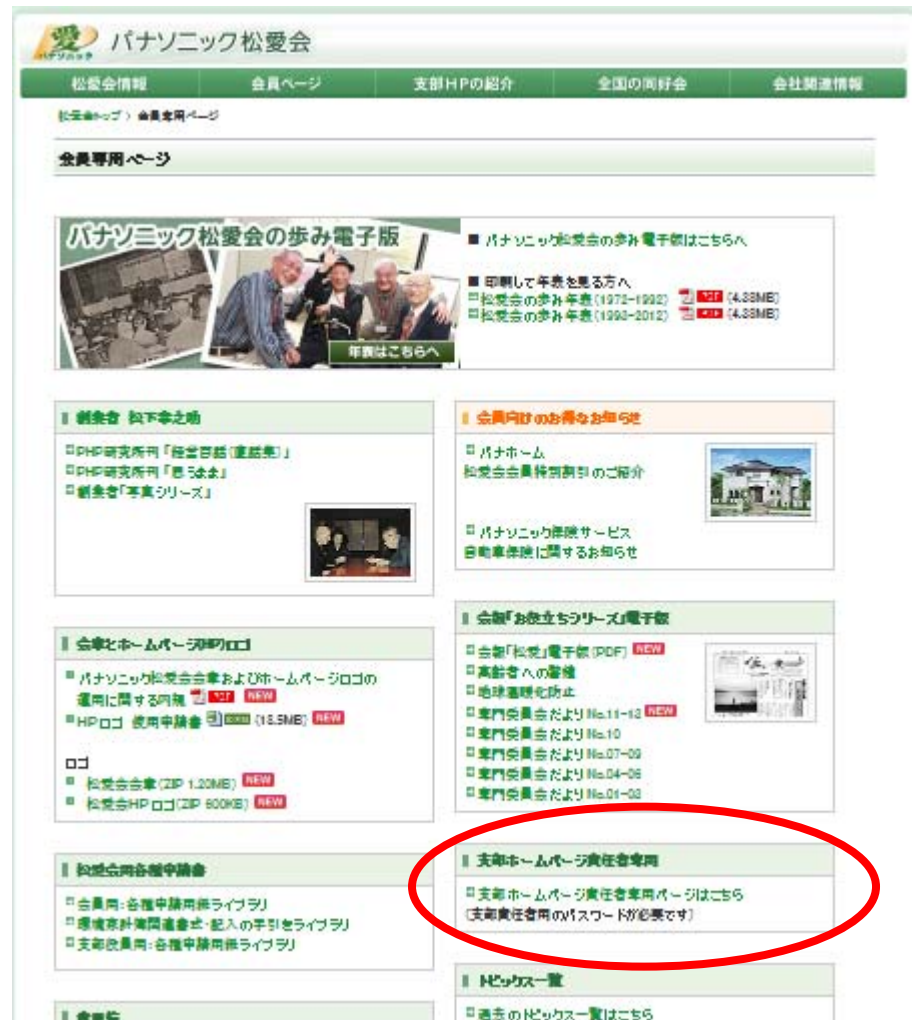 愛
パナソニック
パナソニック松愛会
松愛会情報
会員ページ
支部HPの紹介
全国の同好会
会社関連情報
松愛会トップ > 会員専用ページ
会員専用ページ
パナソニック松愛会の歩み電子版
年表はこちらへ
■ パナソニック松愛会の歩み電子版はこちらへ
■ 印刷して年表を見る方へ
松愛会の歩み年表(1972-1992) PDF (4.38MB)
松愛会の歩み年表(1993-2012) PDF (4.38MB)
創業者 松下幸之助
PHP研究所刊「経営百話(直話集)」
PHP研究所刊「思うまま」
創業者「写真シリーズ」
会員向けのお得なお知らせ
パナホーム
松愛会会員特別割引のご紹介
パナソニック保険サービス
自動車保険に関するお知らせ
会章とホームページ(HP)ロゴ
パナソニック松愛会会章およびホームページロゴの
運用に関する内規 PDF NEW
HPロゴ 使用申請書 (18.5MB) NEW
ロゴ
松愛会会章(ZIP 1.20MB) NEW
松愛会HPロゴ(ZIP 600KB) NEW
会報「お役立ちシリーズ」電子版
会報「松愛」電子版(PDF) NEW
高齢者への警鐘
地球温暖化防止
専門委員会だより No.11-12 NEW
専門委員会だより No.10
専門委員会だより No.07-09
専門委員会だより No.04-06
専門委員会だより No.01-03
松愛会用各種申請書
会員用:各種申請用紙ライブラリ
環境家計簿関連書式・記入の手引きライブラリ
支部役員用:各種申請用紙ライブラリ
支部ホームページ責任者専用
支部ホームページ責任者専用ページはこちら
(支部責任者用のパスワードが必要です)
トピックス一覧
過去のトピックス一覧はこちら